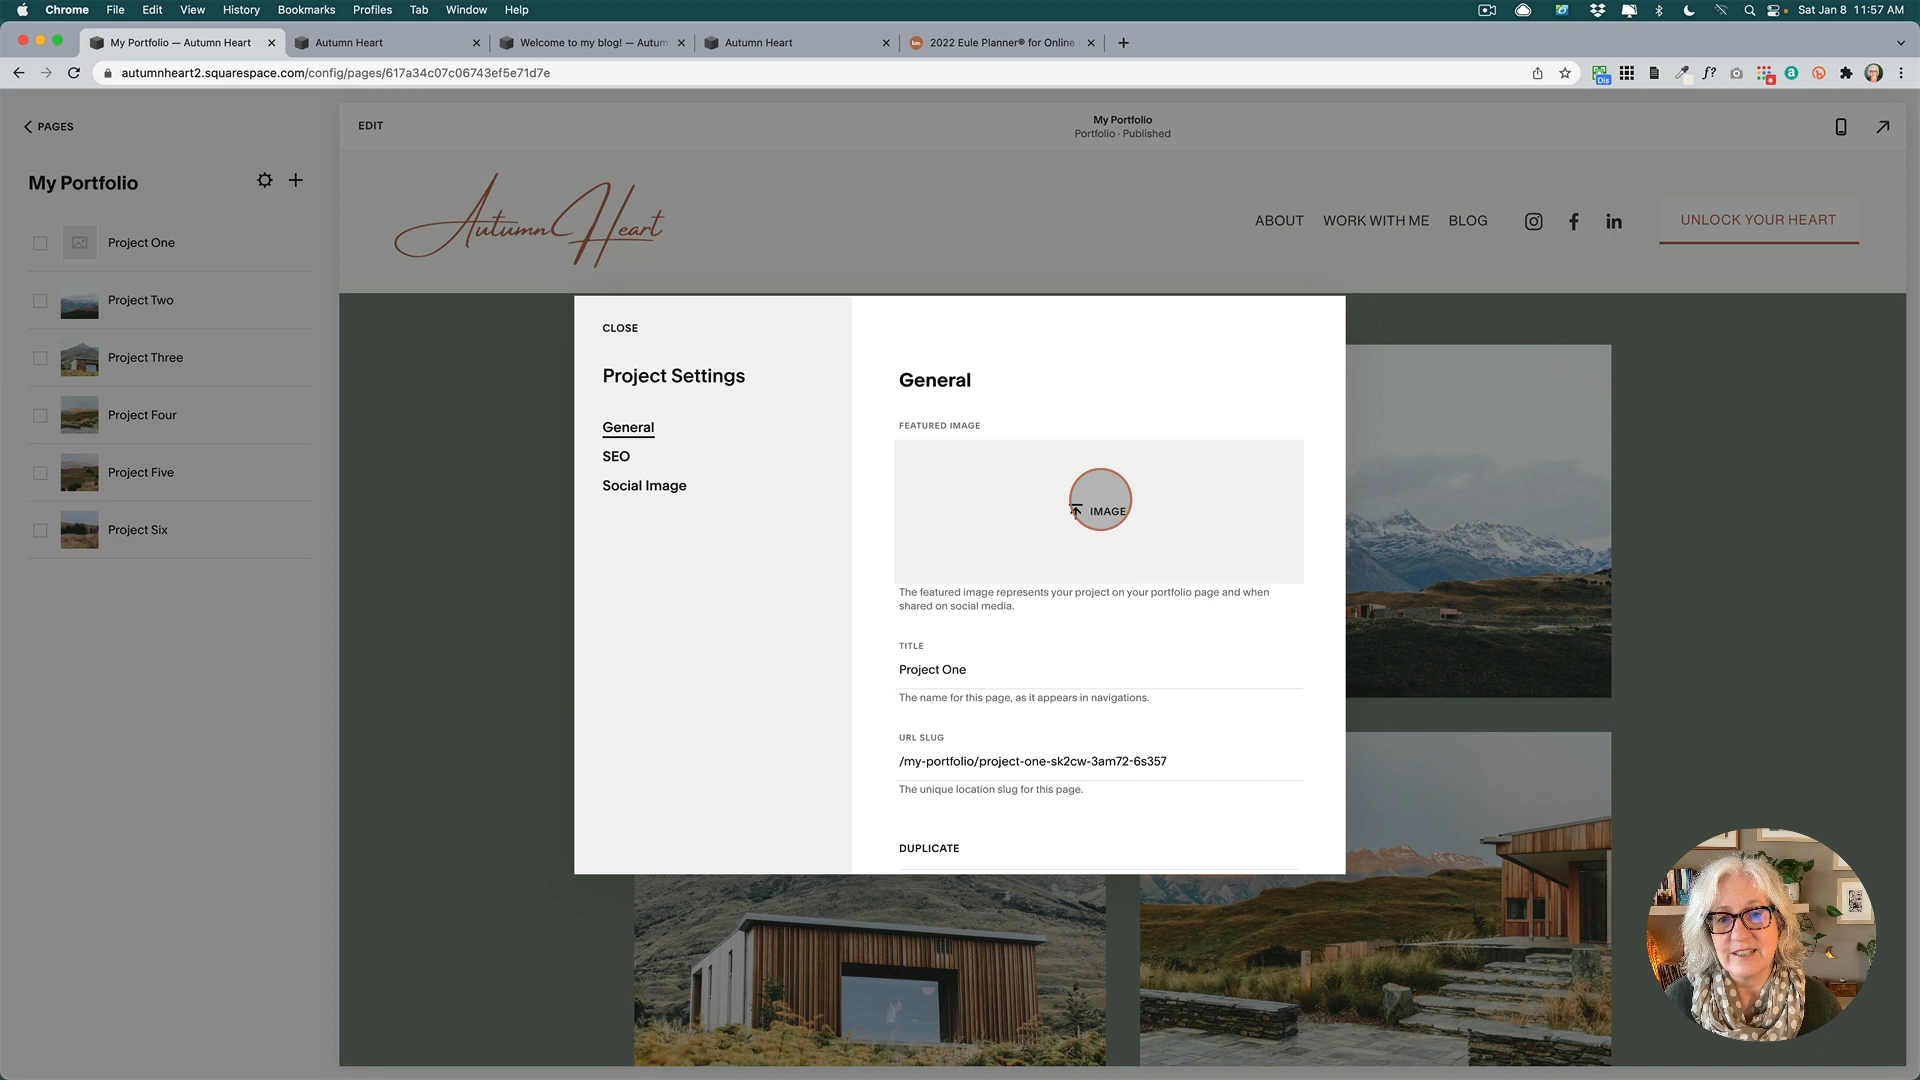 Chrome File Edit View History Bookmarks Profiles Tab Window Help
Sat Jan 8 11:57 AM
My Portfolio — Autumn Heart
Autumn Heart
Welcome to my blog! — Autum
Autumn Heart
2022 Eule Planner® for Online
autumnheart2.squarespace.com/config/pages/617a34c07c06743ef5e71d7e
Dis
f?
PAGES
EDIT
My Portfolio
Portfolio · Published
My Portfolio
Autumn Heart
ABOUT
WORK WITH ME
BLOG
UNLOCK YOUR HEART
Project One
Project Two
Project Three
Project Four
Project Five
Project Six
CLOSE
Project Settings
General
SEO
Social Image
General
FEATURED IMAGE
IMAGE
The featured image represents your project on your portfolio page and when
shared on social media.
TITLE
Project One
The name for this page, as it appears in navigations.
URL SLUG
/my-portfolio/project-one-sk2cw-3am72-6s357
The unique location slug for this page.
DUPLICATE